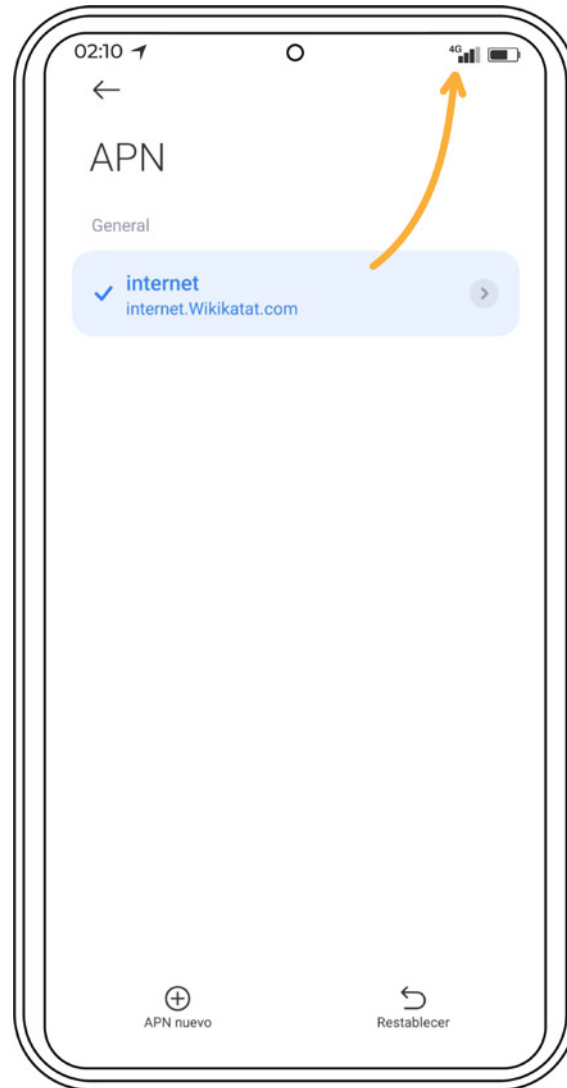 02:10
4G
APN
General
internet
internet.Wikikatat.com
APN nuevo
Restablecer